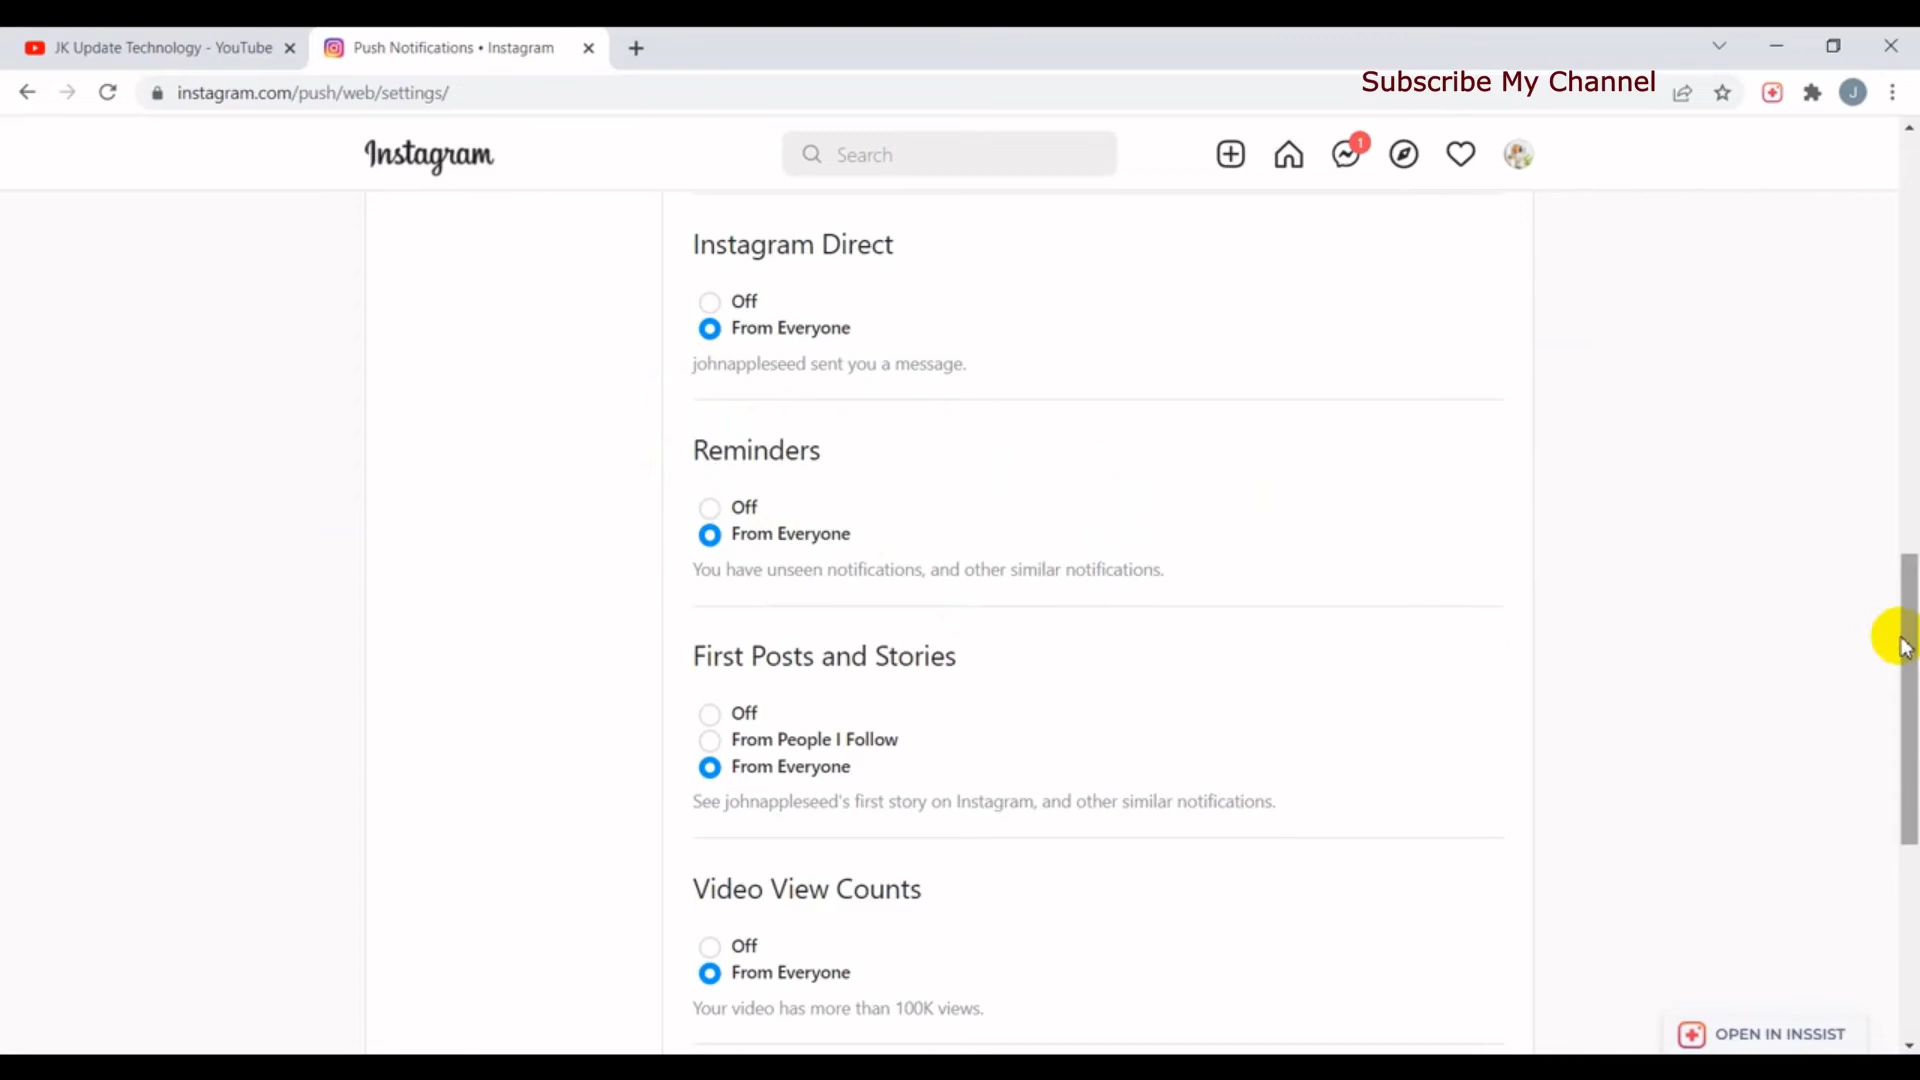 JK Update Technology - YouTube
Push Notifications • Instagram
instagram.com/push/web/settings/
Subscribe My Channel
J
Instagram
Search
1
Instagram Direct
Off
From Everyone
johnappleseed sent you a message.
Reminders
Off
From Everyone
You have unseen notifications, and other similar notifications.
First Posts and Stories
Off
From People I Follow
From Everyone
See johnappleseed's first story on Instagram, and other similar notifications.
Video View Counts
Off
From Everyone
Your video has more than 100K views.
OPEN IN INSSIST